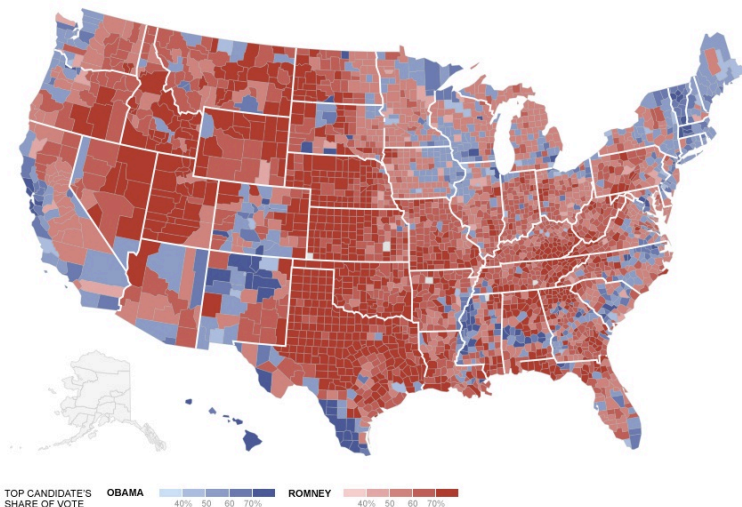 TOP CANDIDATE'S OBAMA ROMNEY
SHARE OF VOTE 40% 50 60 70% 40% 50 60 70%